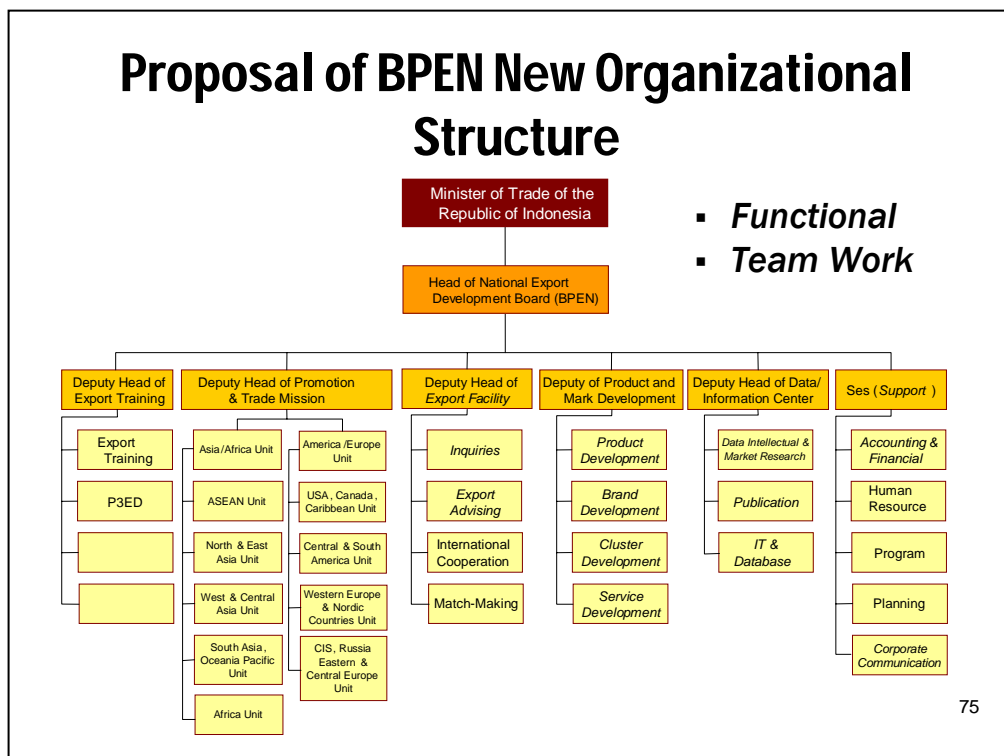 Proposal of BPEN New Organizational
Structure
Minister of Trade of the
Republic of Indonesia
▪ Functional
▪ Team Work
Head of National Export
Development Board (BPEN)
Deputy Head of
Export Training
Export
Training
P3ED
Deputy Head of Promotion
& Trade Mission
Asia/Africa Unit
ASEAN Unit
North & East
Asia Unit
West & Central
Asia Unit
South Asia,
Oceania Pacific
Unit
Africa Unit
America/Europe
Unit
USA, Canada,
Caribbean Unit
Central & South
America Unit
Western Europe
& Nordic
Countries Unit
CIS, Russia
Eastern &
Central Europe
Unit
Deputy Head of
Export Facility
Inquiries
Export
Advising
International
Cooperation
Match-Making
Deputy of Product and
Mark Development
Product
Development
Brand
Development
Cluster
Development
Service
Development
Deputy Head of Data/
Information Center
Data Intellectual &
Market Research
Publication
IT &
Database
Ses (Support )
Accounting &
Financial
Human
Resource
Program
Planning
Corporate
Communication
75